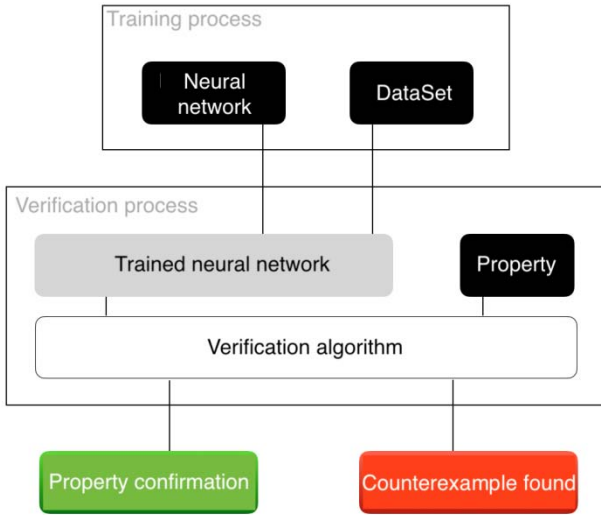 Training process
Neural
network
DataSet
Verification process
Trained neural network
Property
Verification algorithm
Property confirmation
Counterexample found